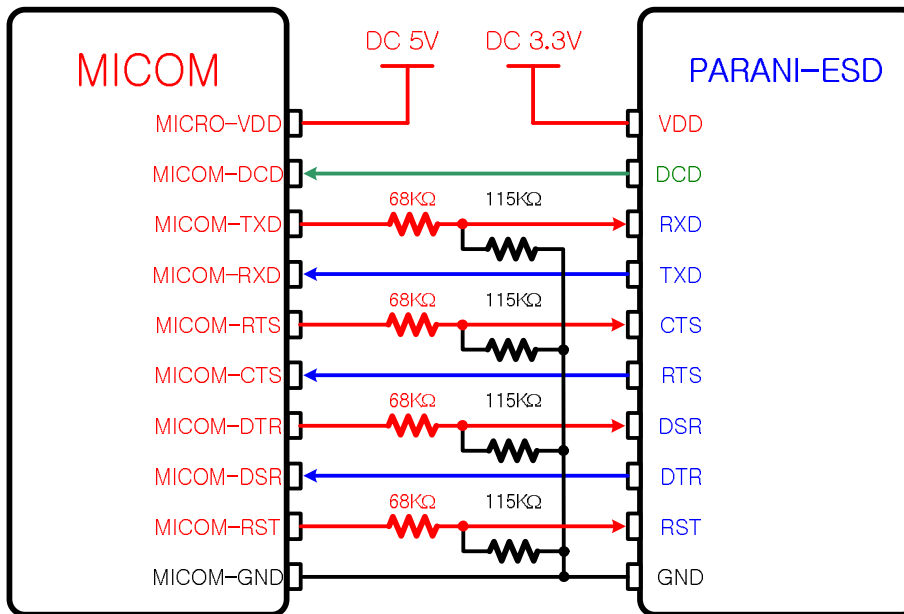 DC 5V DC 3.3V
MICOM PARANI-ESD
MICRO-VDD VDD
MICOM-DCD DCD
68KΩ 115KΩ
MICOM-TXD RXD
MICOM-RXD TXD
68KΩ 115KΩ
MICOM-RTS CTS
MICOM-CTS RTS
68KΩ 115KΩ
MICOM-DTR DSR
MICOM-DSR DTR
68KΩ 115KΩ
MICOM-RST RST
MICOM-GND GND